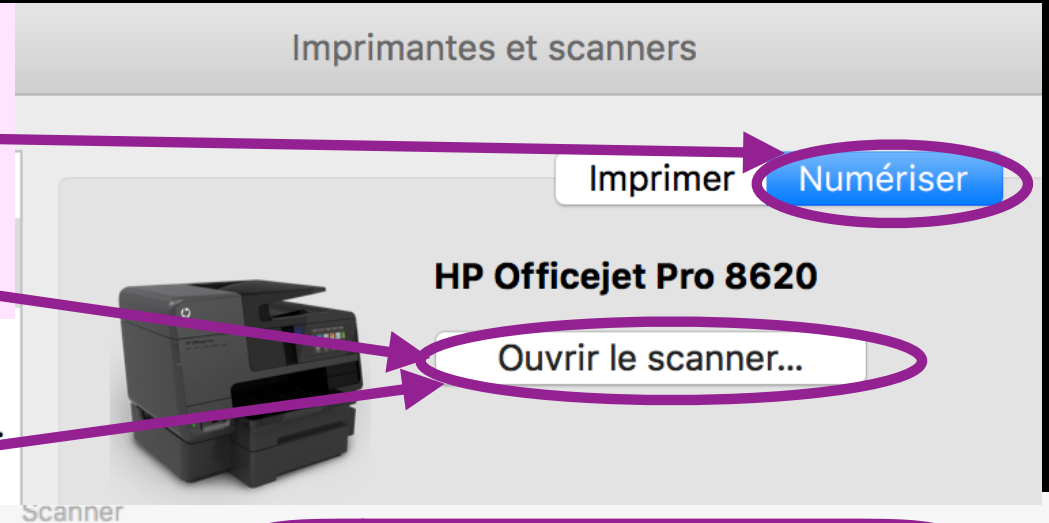 Imprimantes et scanners
Imprimer Numériser
HP Officejet Pro 8620
Ouvrir le scanner...
Scanner